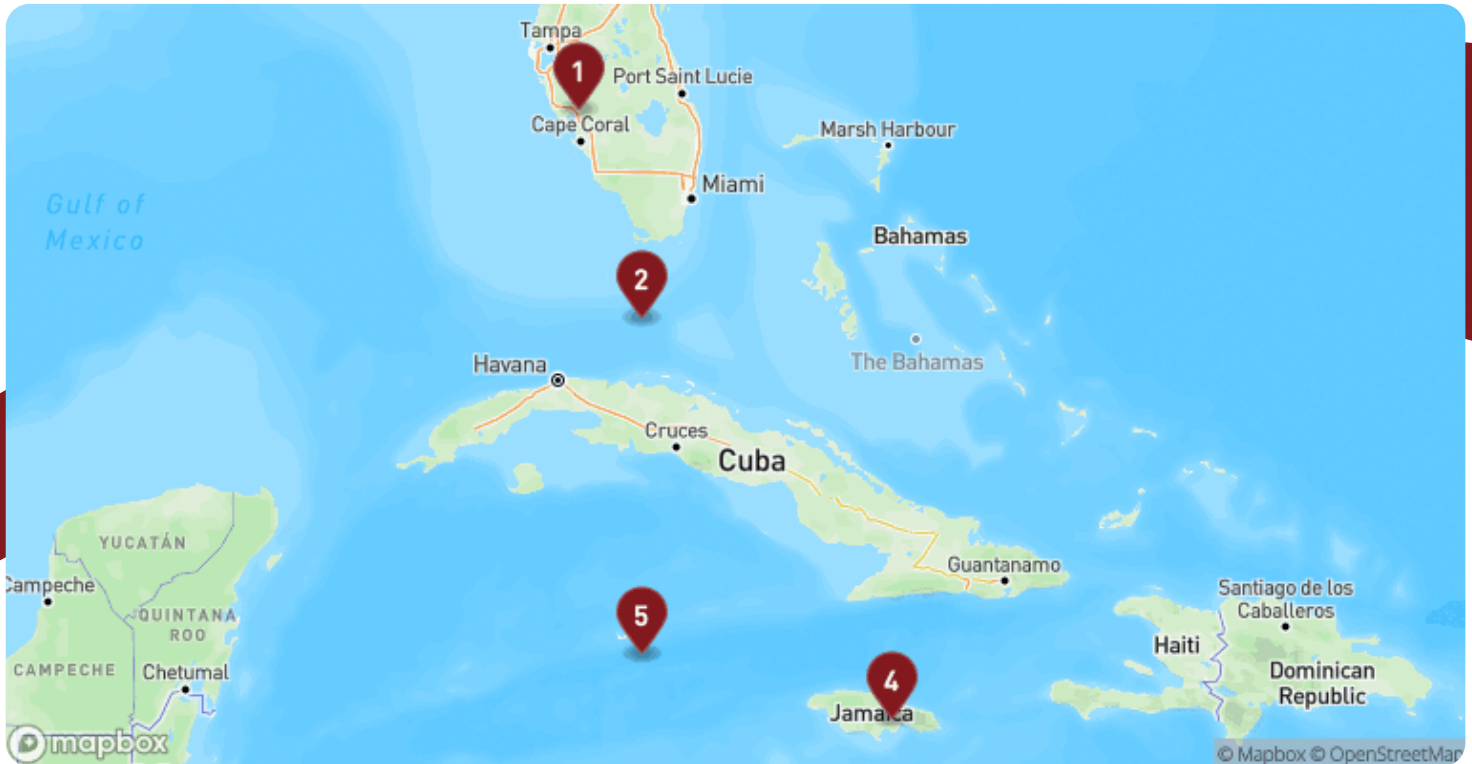 Tampa
1
Port Saint Lucie
Cape Coral
Marsh Harbour
Miami
Gulf of
Mexico
Bahamas
2
Havana
The Bahamas
Cruces
Cuba
YUCATÁN
Guantanamo
Campeche
Santiago de los
Caballeros
QUINTANA
ROO
5
Haiti
CAMPECHE
Chetumal
4
Dominican
Republic
Jamaica
mapbox
© Mapbox © OpenStreetMap